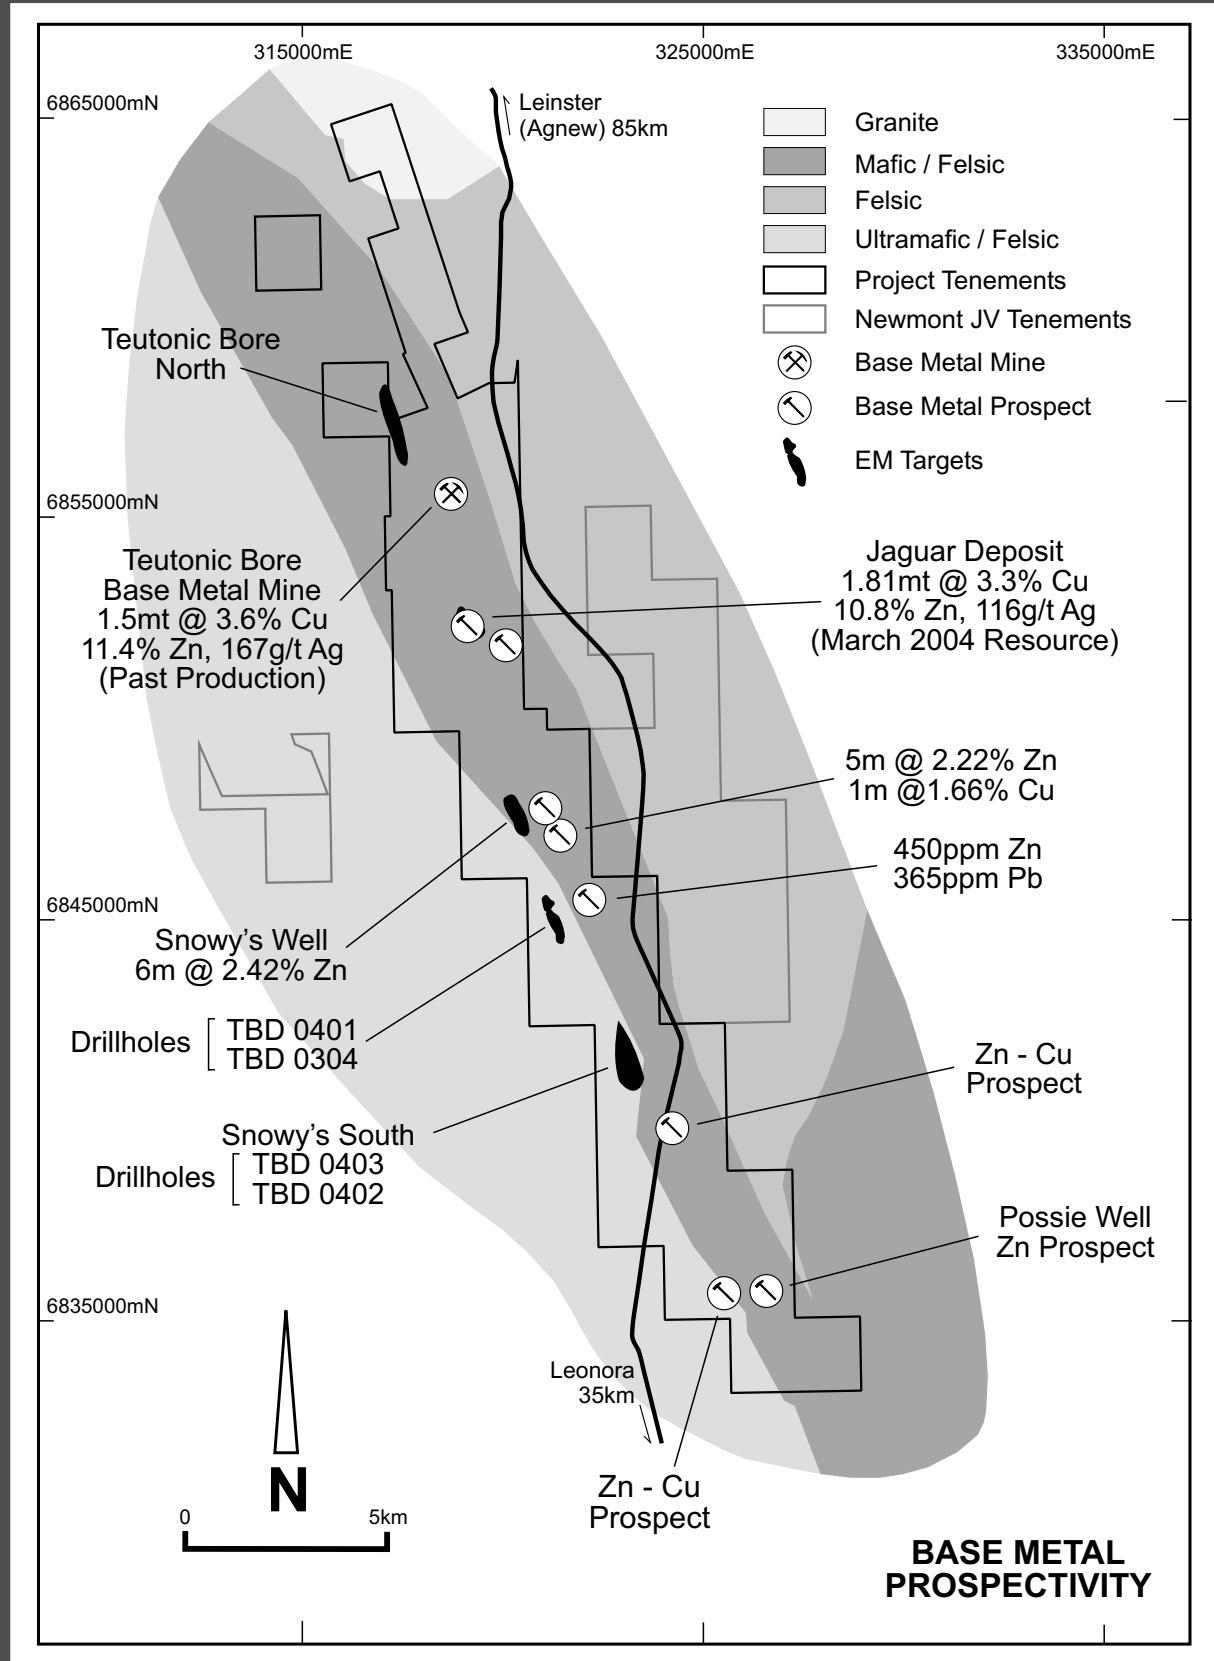 315000mE
325000mE
335000mE
6865000mN
Leinster
(Agnew) 85km
Granite
Mafic / Felsic
Felsic
Ultramafic / Felsic
Project Tenements
Newmont JV Tenements
Base Metal Mine
Base Metal Prospect
EM Targets
Teutonic Bore
North
6855000mN
Teutonic Bore
Base Metal Mine
1.5mt @ 3.6% Cu
11.4% Zn, 167g/t Ag
(Past Production)
Jaguar Deposit
1.81mt @ 3.3% Cu
10.8% Zn, 116g/t Ag
(March 2004 Resource)
5m @ 2.22% Zn
1m @1.66% Cu
450ppm Zn
365ppm Pb
6845000mN
Snowy's Well
6m @ 2.42% Zn
Drillholes
TBD 0401
TBD 0304
Zn - Cu
Prospect
Snowy's South
Drillholes
TBD 0403
TBD 0402
Possie Well
Zn Prospect
6835000mN
Leonora
35km
N
Zn - Cu
Prospect
0 5km
BASE METAL
PROSPECTIVITY